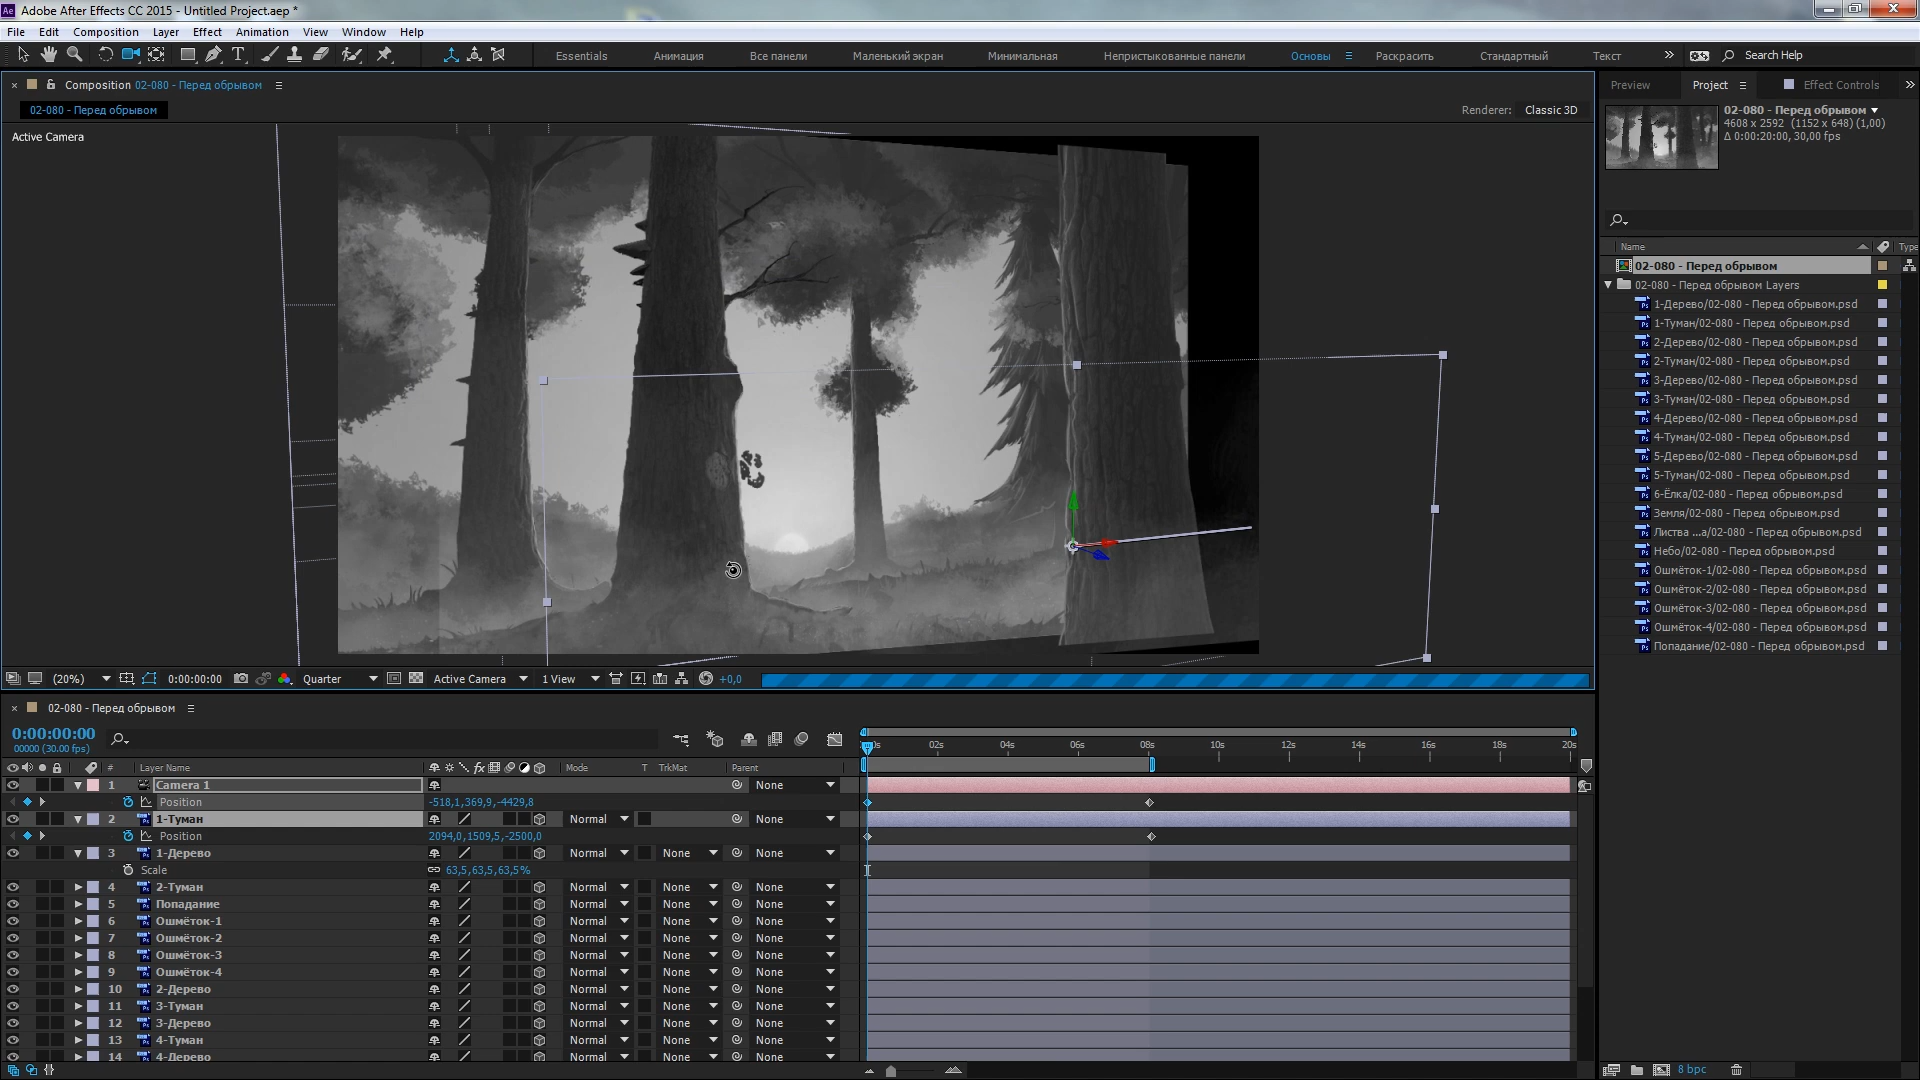 Adobe After Effects CC 2015 - Untitled Project.aep *
File Edit Composition Layer Effect Animation View Window Help
Essentials Анимация Все панели Маленький экран Минимальная Непристыкованные панели Основы Раскрасить Стандартный Текст Search Help
Composition 02-080 - Перед обрывом
02-080 - Перед обрывом
Renderer: Classic 3D
Active Camera
(20%) 0:00:00:00 Quarter Active Camera 1 View +0,0
Preview Project Effect Controls
02-080 - Перед обрывом
4608 x 2592 (1152 x 648) (1,00)
Δ 0:00:20:00, 30,00 fps
Name Type
02-080 - Перед обрывом
02-080 - Перед обрывом Layers
1-Дерево/02-080 - Перед обрывом.psd
1-Туман/02-080 - Перед обрывом.psd
2-Дерево/02-080 - Перед обрывом.psd
2-Туман/02-080 - Перед обрывом.psd
3-Дерево/02-080 - Перед обрывом.psd
3-Туман/02-080 - Перед обрывом.psd
4-Дерево/02-080 - Перед обрывом.psd
4-Туман/02-080 - Перед обрывом.psd
5-Дерево/02-080 - Перед обрывом.psd
5-Туман/02-080 - Перед обрывом.psd
6-Ёлка/02-080 - Перед обрывом.psd
Земля/02-080 - Перед обрывом.psd
Листва ...а/02-080 - Перед обрывом.psd
Небо/02-080 - Перед обрывом.psd
Ошмёток-1/02-080 - Перед обрывом.psd
Ошмёток-2/02-080 - Перед обрывом.psd
Ошмёток-3/02-080 - Перед обрывом.psd
Ошмёток-4/02-080 - Перед обрывом.psd
Попадание/02-080 - Перед обрывом.psd
8 bpc
02-080 - Перед обрывом
0:00:00:00
00000 (30.00 fps)
02s 04s 06s 08s 10s 12s 14s 16s 18s 20s
# Layer Name Mode T TrkMat Parent
1 Camera 1 None
Position -518,1,369,9,-4429,8
2 1-Туман Normal None
Position 2094,0,1509,5,-2500,0
3 1-Дерево Normal None None
Scale 63,5,63,5,63,5%
4 2-Туман Normal None None
5 Попадание Normal None None
6 Ошмёток-1 Normal None None
7 Ошмёток-2 Normal None None
8 Ошмёток-3 Normal None None
9 Ошмёток-4 Normal None None
10 2-Дерево Normal None None
11 3-Туман Normal None None
12 3-Дерево Normal None None
13 4-Туман Normal None None
14 4-Дерево Normal None None